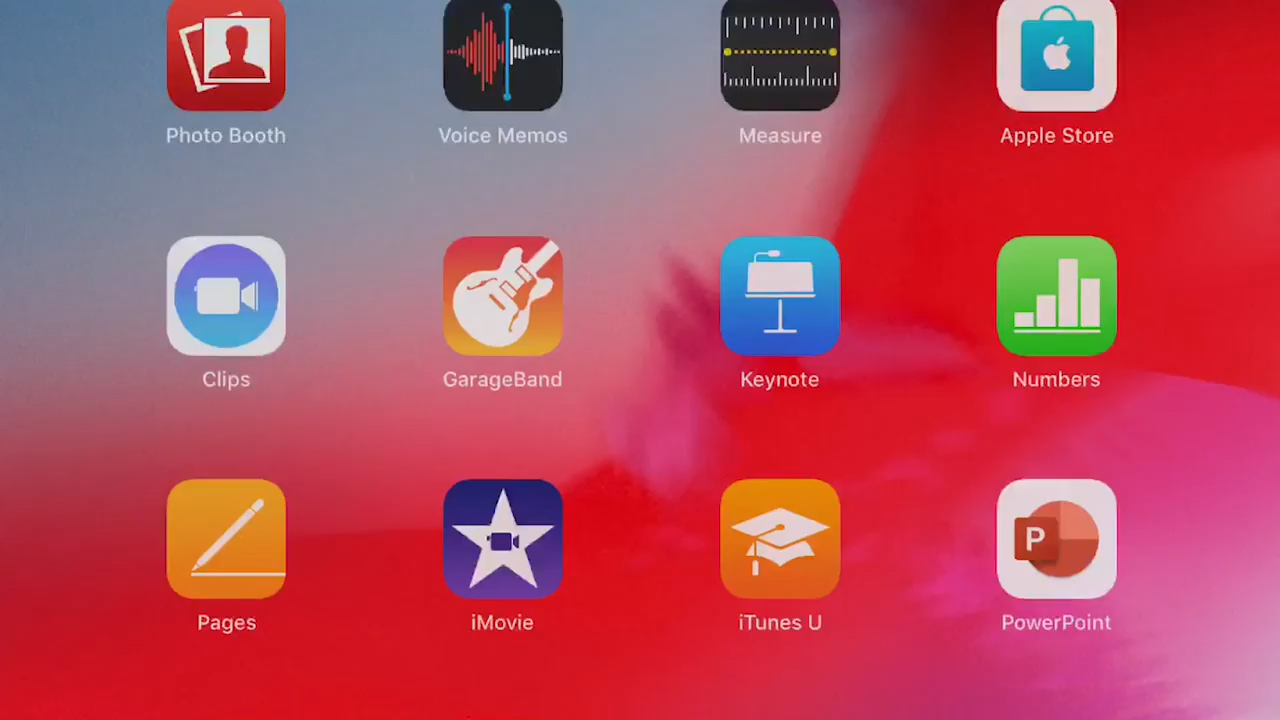 Photo Booth
Voice Memos
Measure
Apple Store
Clips
GarageBand
Keynote
Numbers
Pages
iMovie
iTunes U
P
PowerPoint